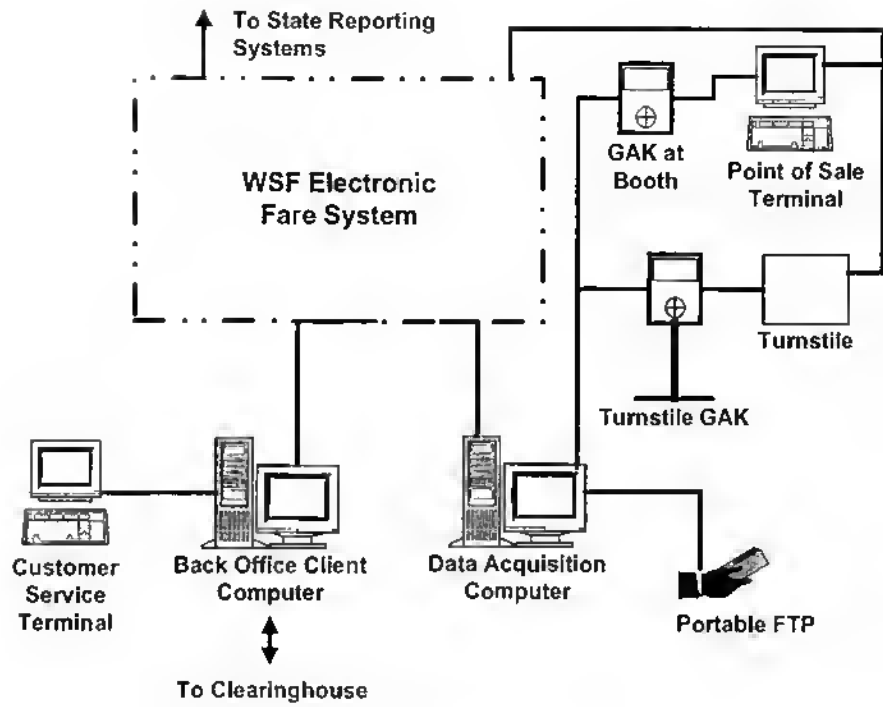 To State Reporting
Systems
WSF Electronic
Fare System
GAK at
Booth
Point of Sale
Terminal
Turnstile
Turnstile GAK
Customer
Service
Terminal
Back Office Client
Computer
Data Acquisition
Computer
Portable FTP
To Clearinghouse